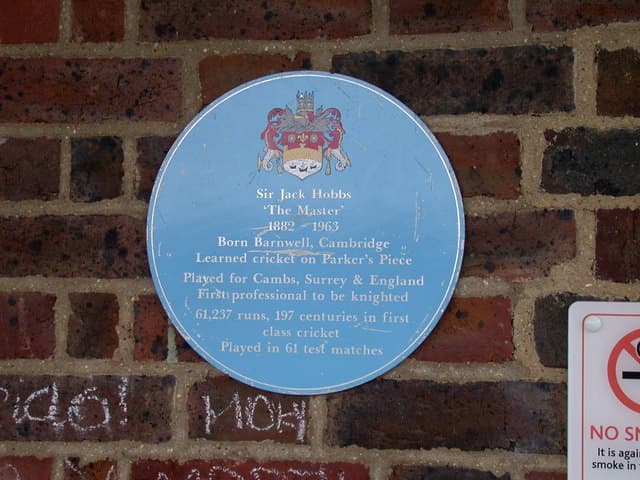 Sir Jack Hobbs
'The Master'
1882 - 1963
Born Barnwell, Cambridge
Learned cricket on Parker's Piece
Played for Cambs, Surrey & England
First professional to be knighted
61,237 runs, 197 centuries in first
class cricket
Played in 61 test matches
NO SM
It is agai
smoke in